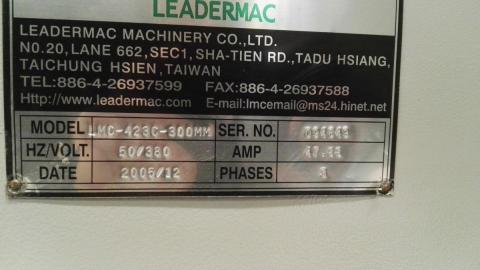 LEADERMAC
LEADERMAC MACHINERY CO.,LTD.
NO.20, LANE 662,SEC1,SHA-TIEN RD.,TADU HSIANG,
TAICHUNG HSIEN,TAIWAN
TEL:886-4-26937599 FAX:886-4-26937588
Http://www.leadermac.com E-mail:lmcemail@ms24.hinet.net
MODEL LMC-423C-300MM SER. NO.
HZ/VOLT. 50/380 AMP
DATE 2005/12 PHASES 3